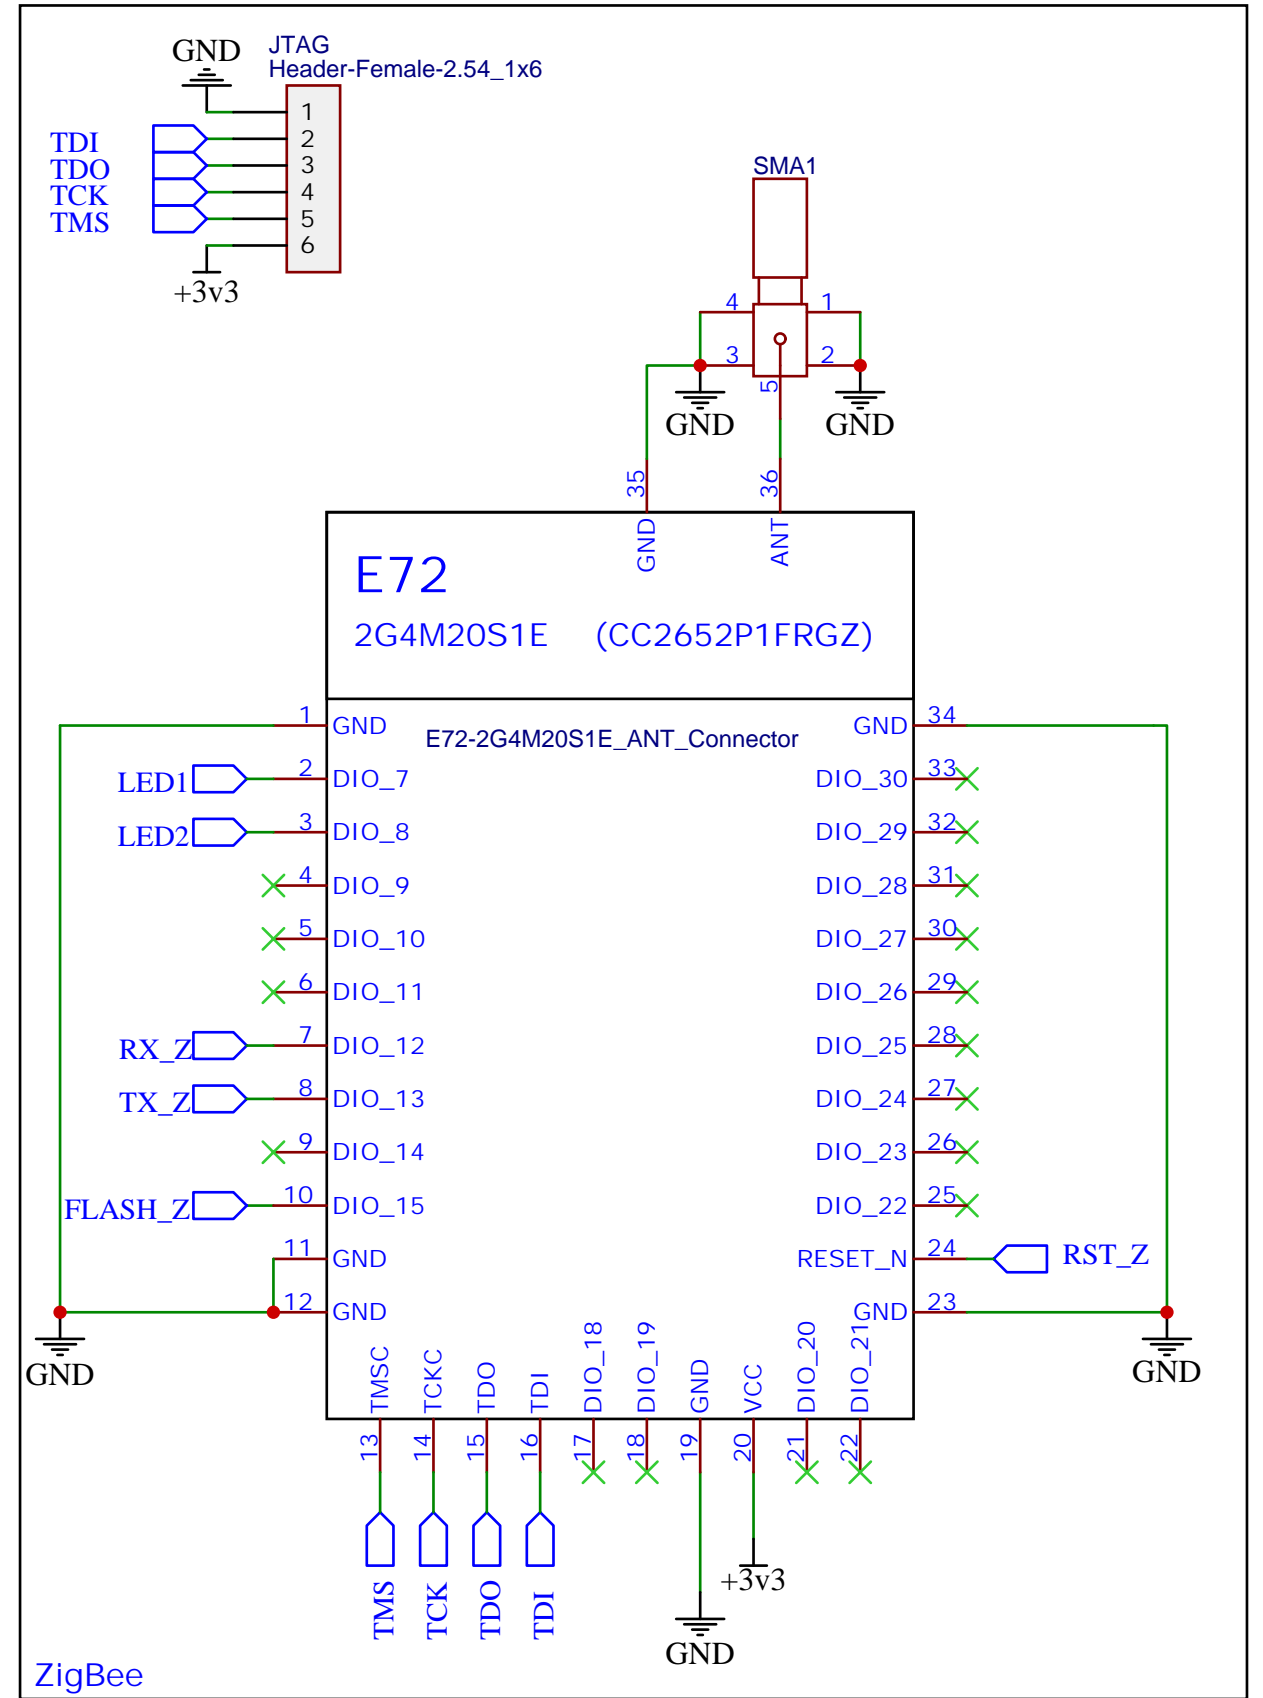 GND
JTAG
Header-Female-2.54_1x6
1
TDI 2
TDO 3
TCK 4
TMS 5
6
+3v3
SMA1
4 1
3 2
5
GND GND
35 36
GND ANT
E72
2G4M20S1E (CC2652P1FRGZ)
E72-2G4M20S1E_ANT_Connector
1 GND GND 34
LED1 2 DIO_7 DIO_30 33
LED2 3 DIO_8 DIO_29 32
4 DIO_9 DIO_28 31
5 DIO_10 DIO_27 30
6 DIO_11 DIO_26 29
RX_Z 7 DIO_12 DIO_25 28
TX_Z 8 DIO_13 DIO_24 27
9 DIO_14 DIO_23 26
FLASH_Z 10 DIO_15 DIO_22 25
11 GND RESET_N 24 RST_Z
12 GND GND 23
GND GND
TMSC TCKC TDO TDI DIO_18 DIO_19 GND VCC DIO_20 DIO_21
13 14 15 16 17 18 19 20 21 22
TMS TCK TDO TDI
+3v3
GND
ZigBee